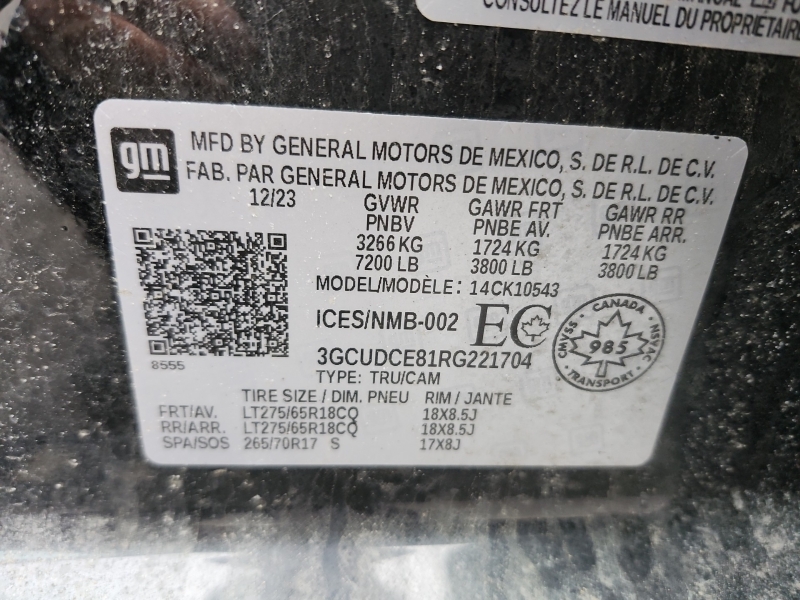 CONSULTEZ LE MANUEL DU PROPRIETAIRE
gm
MFD BY GENERAL MOTORS DE MEXICO, S. DE R.L. DE C.V.
FAB. PAR GENERAL MOTORS DE MEXICO, S. DE R.L. DE C.V.
12/23 GVWR GAWR FRT GAWR RR
PNBV PNBE AV. PNBE ARR.
3266 KG 1724 KG 1724 KG
7200 LB 3800 LB 3800 LB
MODEL/MODÈLE: 14CK10543
ICES/NMB-002 EC
CANADA
CMVSS 985 NSVAC
TRANSPORT
8555
3GCUDCE81RG221704
TYPE: TRU/CAM
TIRE SIZE / DIM. PNEU RIM / JANTE
FRT/AV. LT275/65R18CQ 18X8.5J
RR/ARR. LT275/65R18CQ 18X8.5J
SPA/SOS 265/70R17 S 17X8J